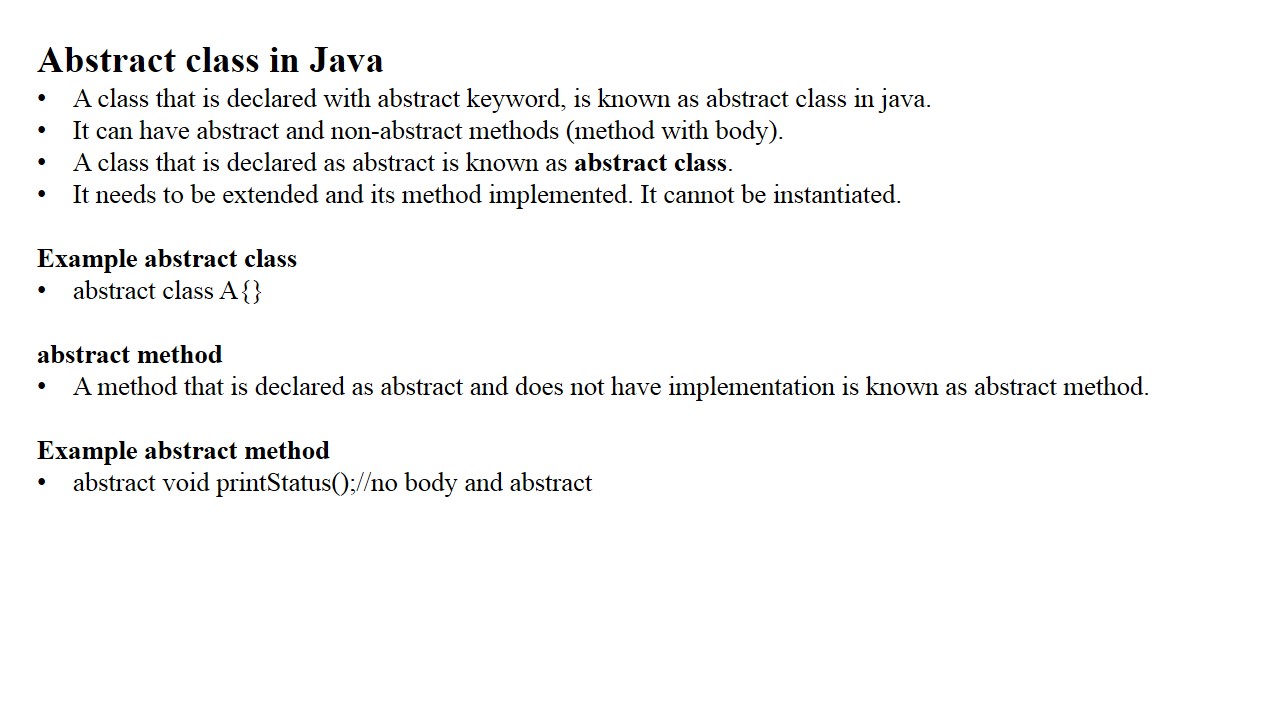 Abstract class in Java
• A class that is declared with abstract keyword, is known as abstract class in java.
• It can have abstract and non-abstract methods (method with body).
• A class that is declared as abstract is known as abstract class.
• It needs to be extended and its method implemented. It cannot be instantiated.
Example abstract class
• abstract class A{}
abstract method
• A method that is declared as abstract and does not have implementation is known as abstract method.
Example abstract method
• abstract void printStatus();//no body and abstract